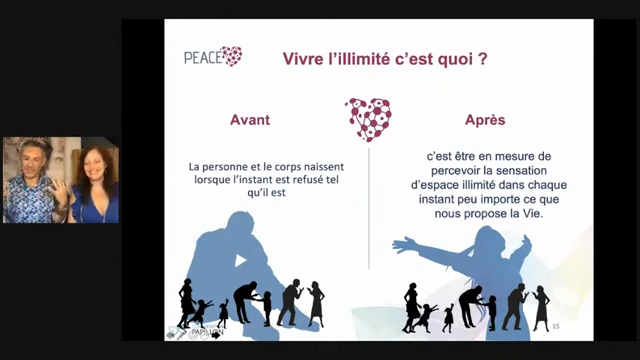 PEACE
Vivre l'illimité c'est quoi ?
Avant
Après
La personne et le corps naissent
lorsque l'instant est refusé tel
qu'il est
c'est être en mesure de
percevoir la sensation
d'espace illimité dans chaque
instant peu importe ce que
nous propose la Vie.
PAPILLON
15